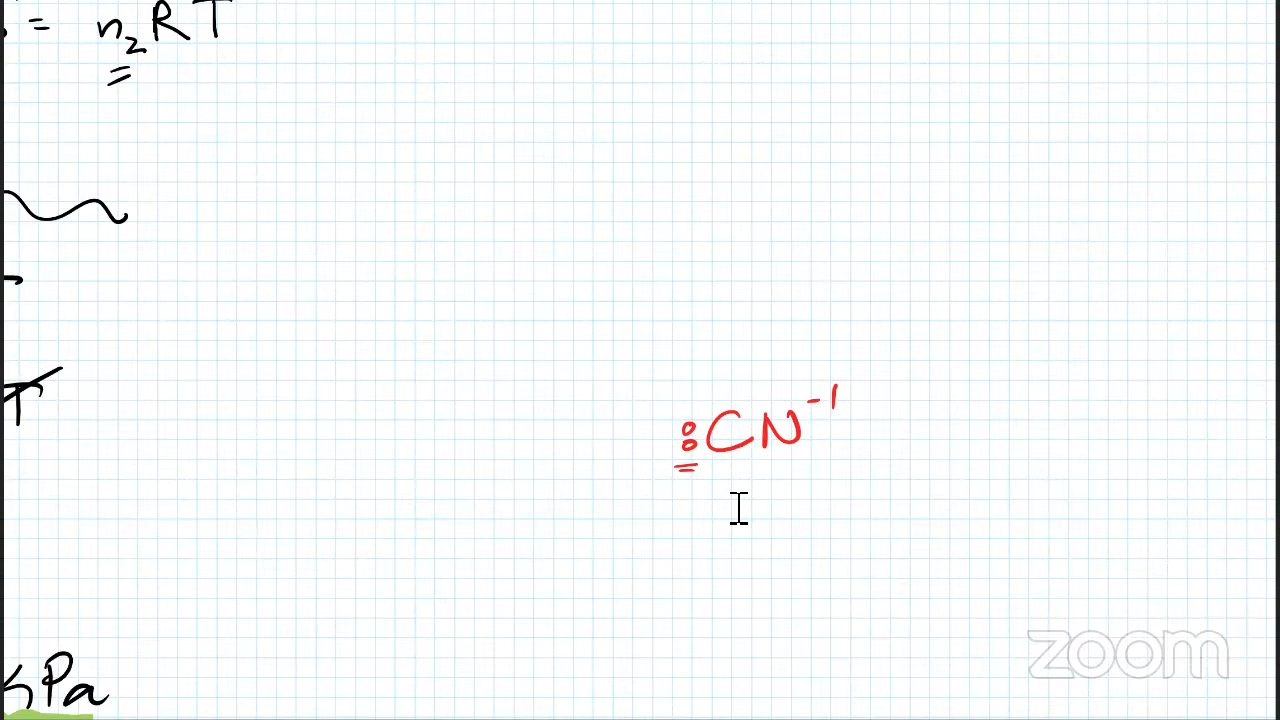 = n₂RT
T
:CN⁻¹
kPa
zoom